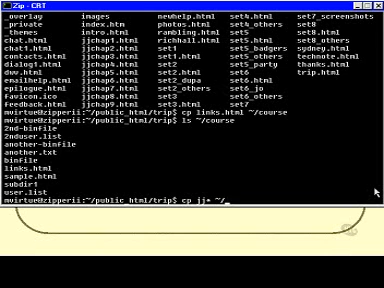 Zip - CRT
_overlay images newhelp.html set4.html set7_screenshots
_private index.htm photos.html set4_others set8
_themes intro.html rambling.html set5 set8.html
chat1.html jjchap1.html richhall.html set5.html set8_others
contacts.html jjchap2.html set1 set5_badgers sydney.html
dialog1.html jjchap3.html set1.html set5_others technote.html
dmv.html jjchap4.html set2 set5_party thanks.html
emailhelp.html jjchap5.html set2.html set6 trip.html
epilogue.html jjchap6.html set2_dupa set6.html
favicon.ico jjchap7.html set2_others set6_jo
feedback.html jjchap8.html set3 set6_others
jjchap9.html set3.html set7
mvirtue@zipperii:~/public_html/trip$ cp links.html ~/course
mvirtue@zipperii:~/public_html/trip$ ls ~/course
2nd-binfile
2nduser.list
another-binfile
another.txt
binfile
links.html
sample.html
subdir1
user.list
mvirtue@zipperii:~/public_html/trip$ cp jj* ~/_